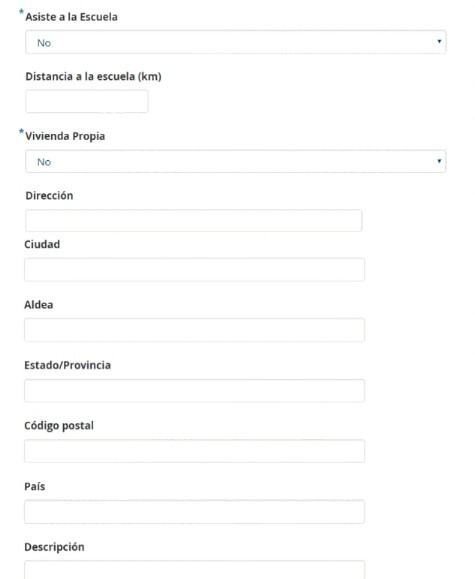 * Asiste a la Escuela
No
Distancia a la escuela (km)
* Vivienda Propia
No
Dirección
Ciudad
Aldea
Estado/Provincia
Código postal
País
Descripción